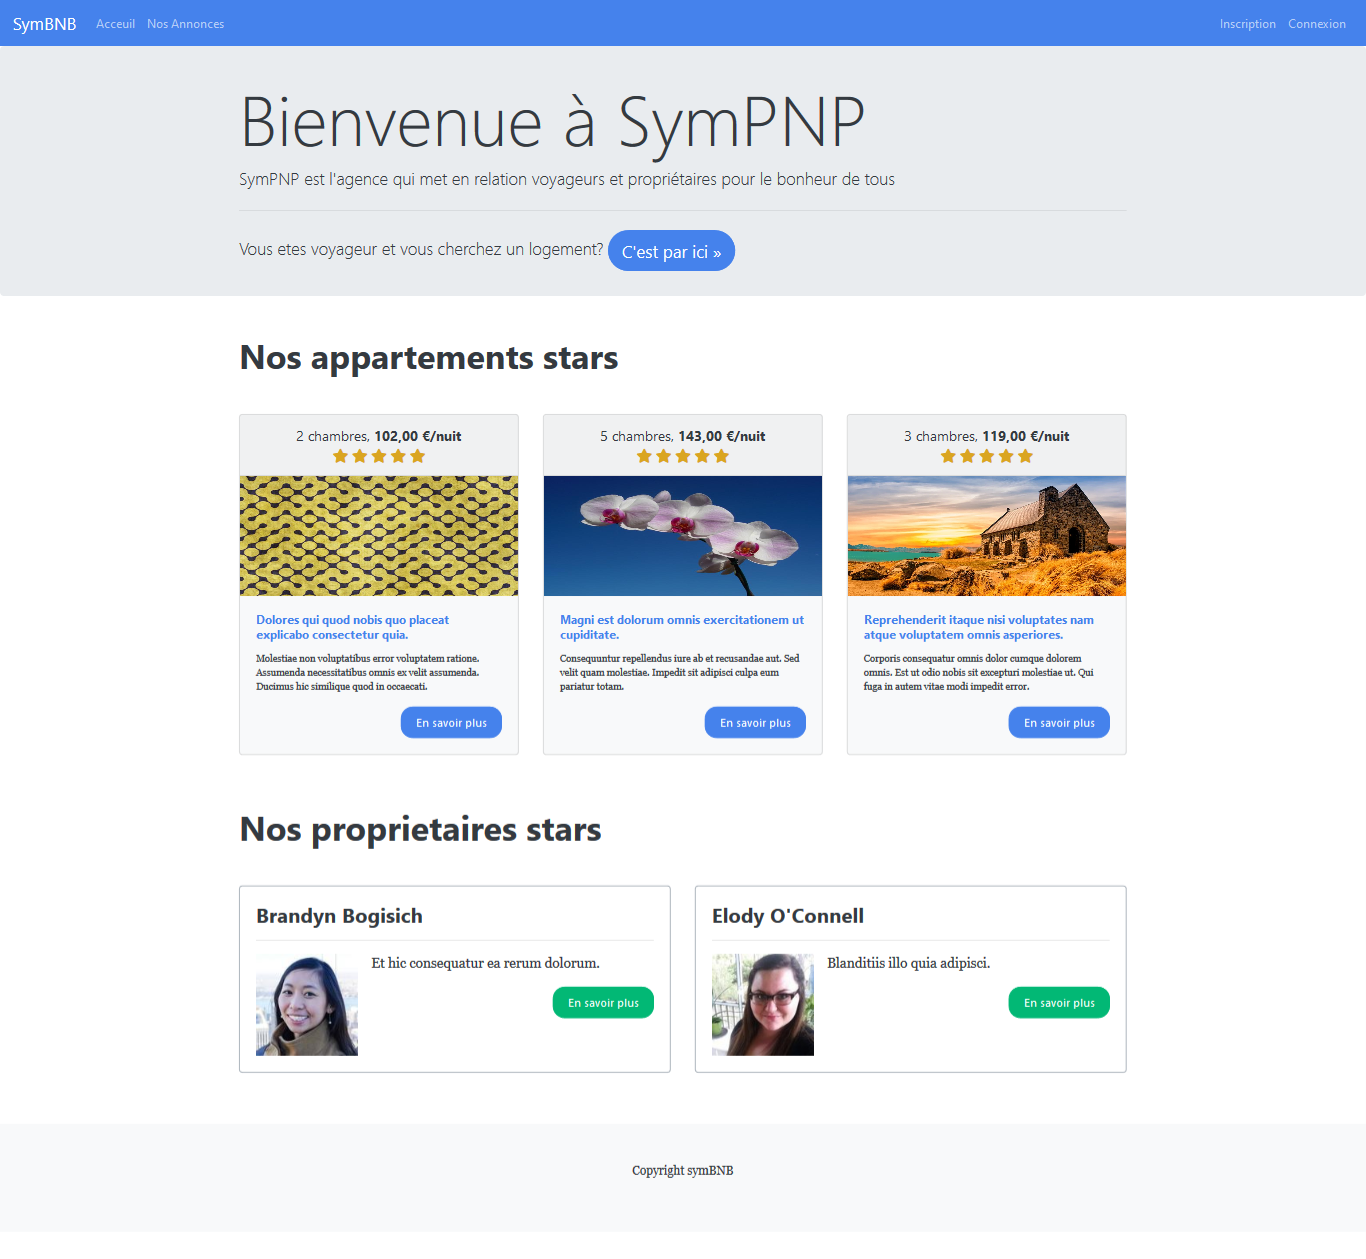 SymBNB Acceuil Nos Annonces Inscription Connexion
Bienvenue à SymPNP
SymPNP est l'agence qui met en relation voyageurs et propriétaires pour le bonheur de tous
Vous etes voyageur et vous cherchez un logement? C'est par ici »
Nos appartements stars
2 chambres, 102,00 €/nuit
Dolores qui quod nobis quo placeat
explicabo consectetur quia.
Molestiae non voluptatibus error voluptatem ratione.
Assumenda necessitatibus omnis ex velit assumenda.
Ducimus hic similique quod in occaecati.
En savoir plus
5 chambres, 143,00 €/nuit
Magni est dolorum omnis exercitationem ut
cupiditate.
Consequuntur repellendus iure ab et recusandae aut. Sed
velit quam molestiae. Impedit sit adipisci culpa eum
pariatur totam.
En savoir plus
3 chambres, 119,00 €/nuit
Reprehenderit itaque nisi voluptates nam
atque voluptatem omnis asperiores.
Corporis consequatur omnis dolor cumque dolorem
omnis. Est ut odio nobis sit excepturi molestiae ut. Qui
fuga in autem vitae modi impedit error.
En savoir plus
Nos proprietaires stars
Brandyn Bogisich
Et hic consequatur ea rerum dolorum.
En savoir plus
Elody O'Connell
Blanditiis illo quia adipisci.
En savoir plus
Copyright symBNB